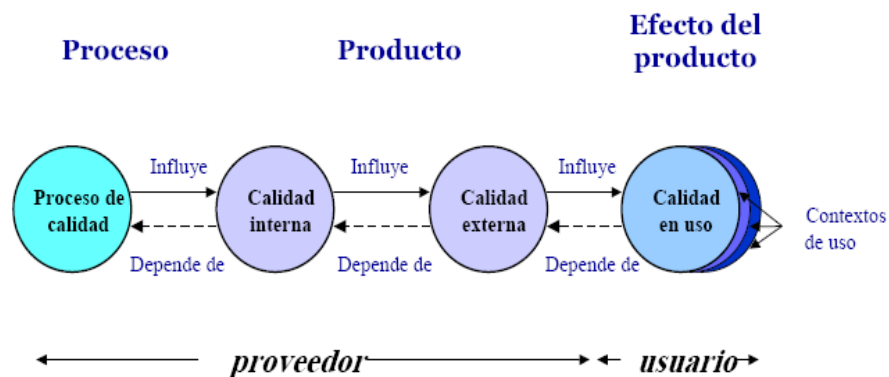 Proceso
Producto
Efecto del
producto
Influye
Influye
Influye
Proceso de
calidad
Calidad
interna
Calidad
externa
Calidad
en uso
Contextos
de uso
Depende de
Depende de
Depende de
proveedor
usuario